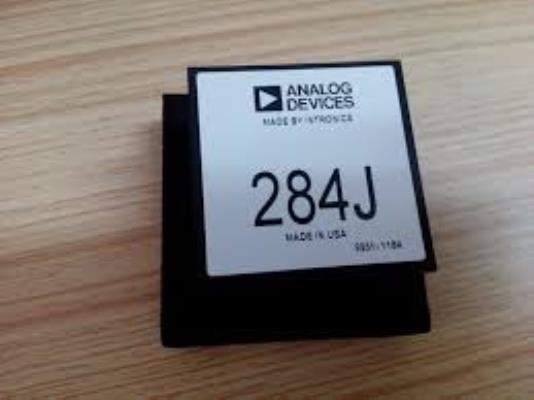 ANALOG
DEVICES
MADE BY INTRONICS
284J
MADE IN USA